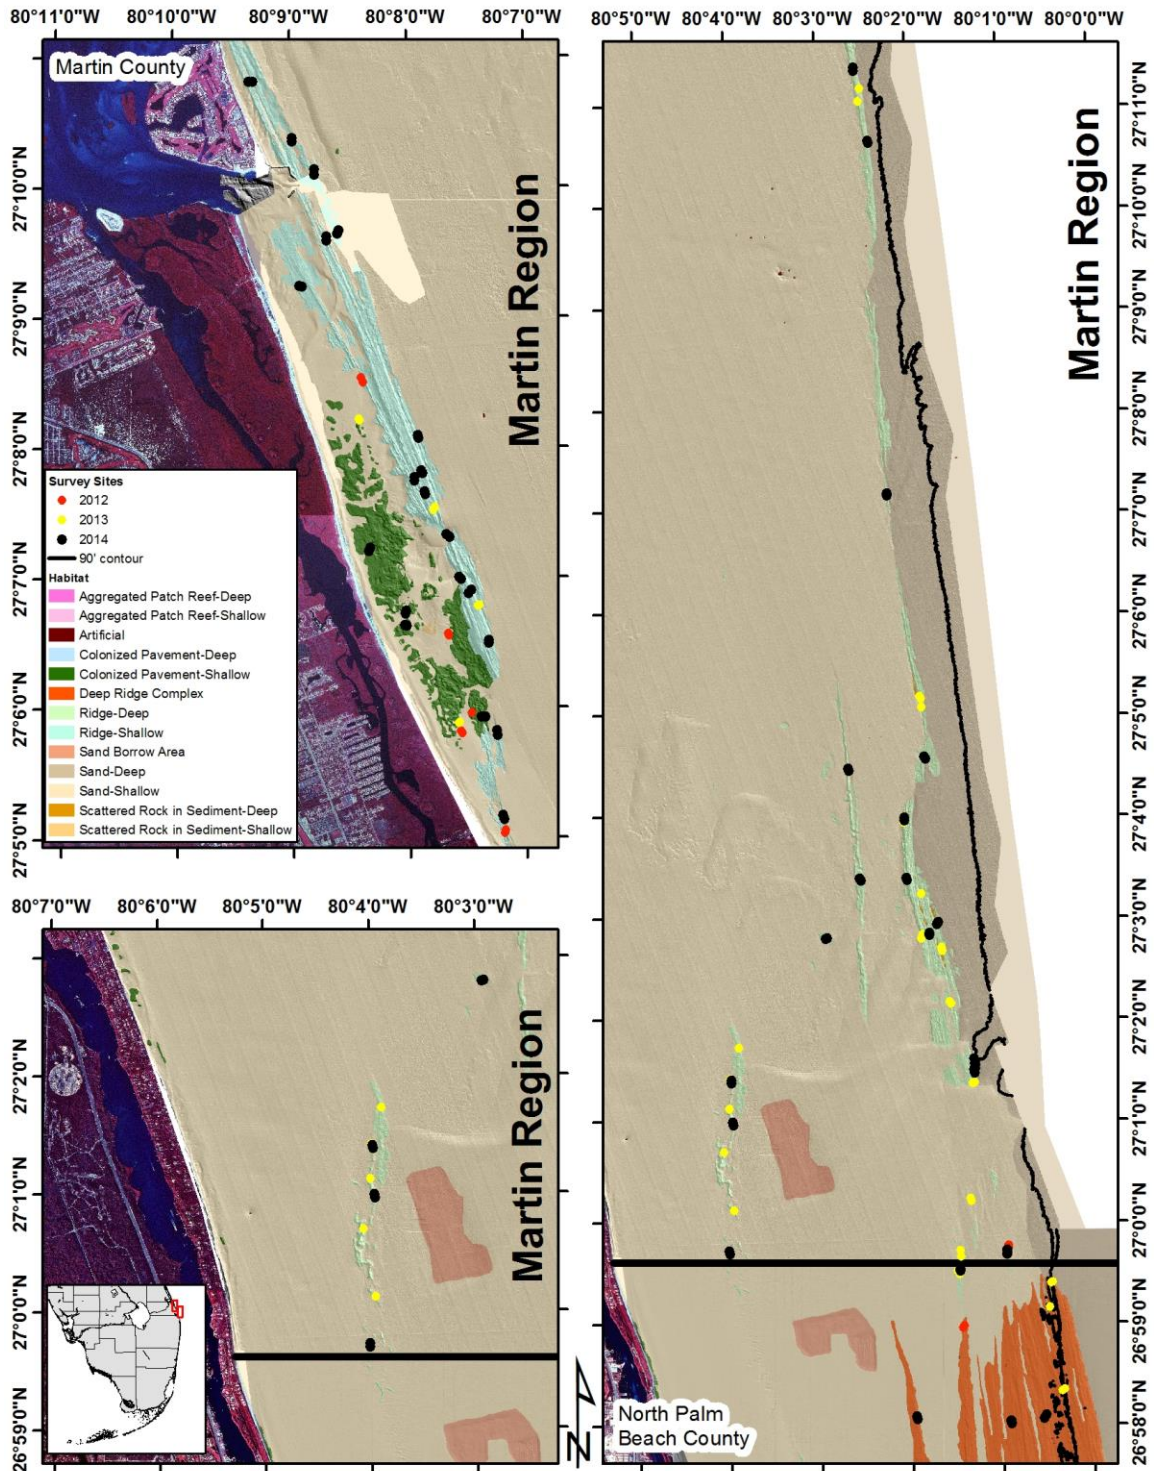 80°11'0"W 80°10'0"W 80°9'0"W 80°8'0"W 80°7'0"W
80°5'0"W 80°4'0"W 80°3'0"W 80°2'0"W 80°1'0"W 80°0'0"W
Martin County
27°11'0"N
27°10'0"N
27°9'0"N
27°8'0"N
27°7'0"N
27°6'0"N
27°5'0"N
Martin Region
Survey Sites
2012
2013
2014
90' contour
Habitat
Aggregated Patch Reef-Deep
Aggregated Patch Reef-Shallow
Artificial
Colonized Pavement-Deep
Colonized Pavement-Shallow
Deep Ridge Complex
Ridge-Deep
Ridge-Shallow
Sand Borrow Area
Sand-Deep
Sand-Shallow
Scattered Rock in Sediment-Deep
Scattered Rock in Sediment-Shallow
80°7'0"W 80°6'0"W 80°5'0"W 80°4'0"W 80°3'0"W
27°2'0"N
27°1'0"N
27°0'0"N
26°59'0"N
Martin Region
N
Martin Region
27°11'0"N
27°10'0"N
27°9'0"N
27°8'0"N
27°7'0"N
27°6'0"N
27°5'0"N
27°4'0"N
27°3'0"N
27°2'0"N
27°1'0"N
27°0'0"N
26°59'0"N
26°58'0"N
North Palm
Beach County